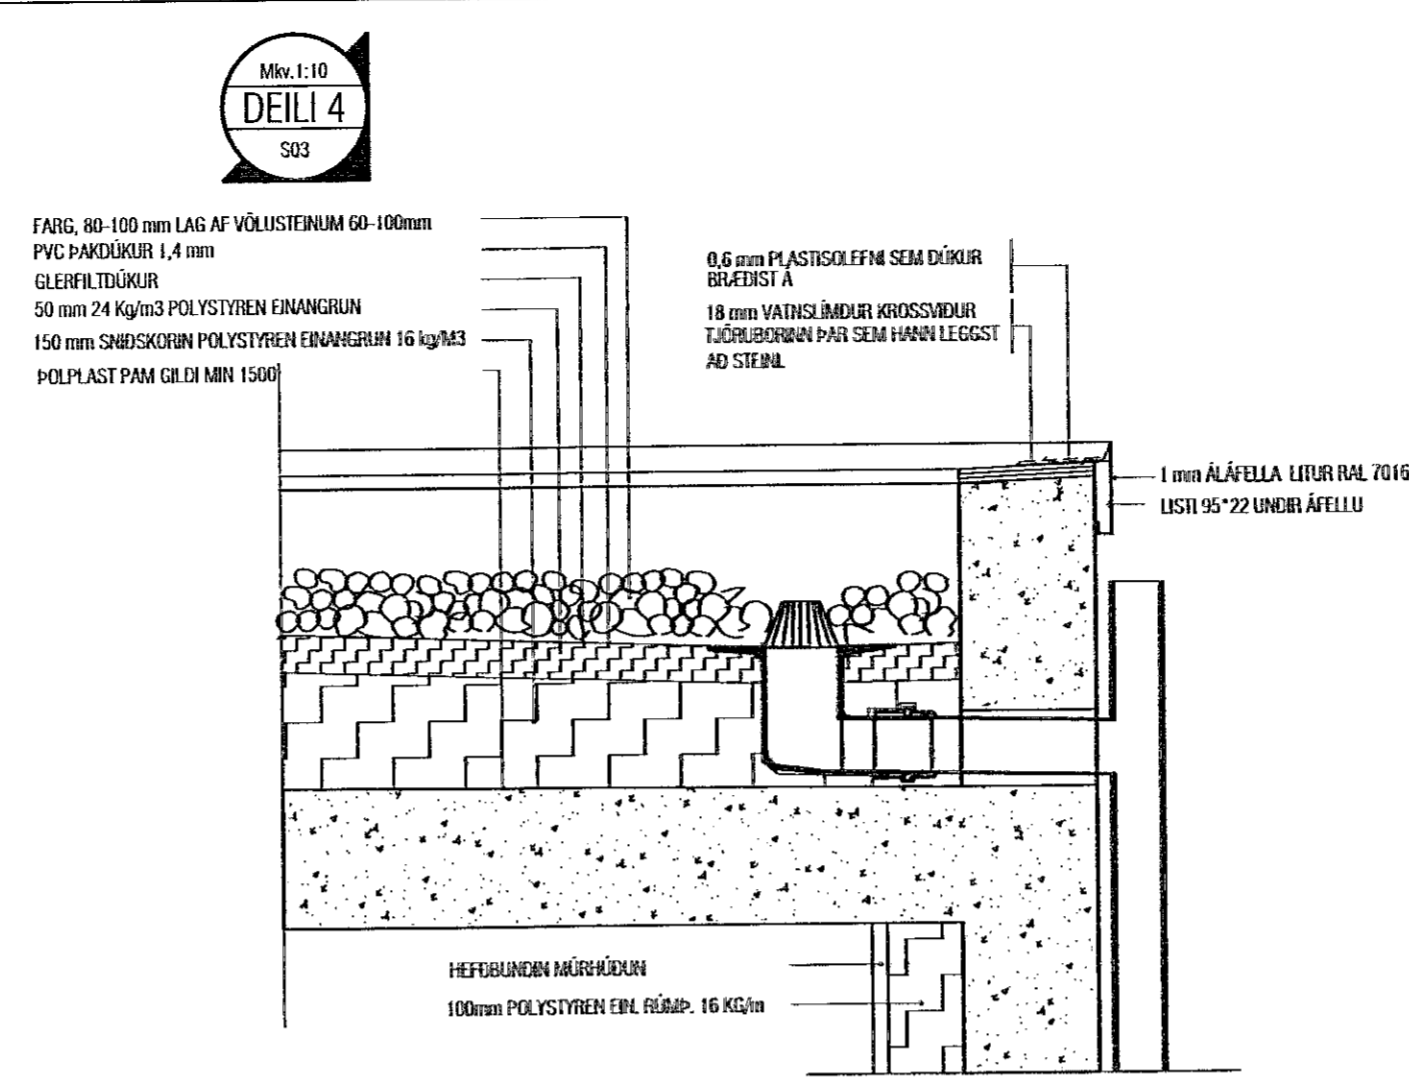 Mkv.1:10
DEILI 4
S03
FARG, 80-100 mm LAG AF VÖLUSTEINUM 60-100mm
PVC ÞAKDÚKUR 1,4 mm
GLERFILTDÚKUR
50 mm 24 Kg/m3 POLYSTYREN EINANGRUN
150 mm SNIÐSKORIN POLYSTYREN EINANGRUN 16 kg/M3
ÞOLPLAST PAM GILDI MIN 1500
0,6 mm PLASTISOLEFNI SEM DÚKUR
BRÆDIST Á
18 mm VATNSLÍMDUR KROSSVIÐUR
TJÖRUBORINN ÞAR SEM HANN LEGGST
AÐ STEINI.
1 mm ÁLÁFELLA LITUR RAL 7016
LISTI 95*22 UNDIR ÁFELLU
HEFÐBUNDIN MÚRHÚÐUN
100mm POLYSTYREN EIN. RÚMÞ. 16 KG/m